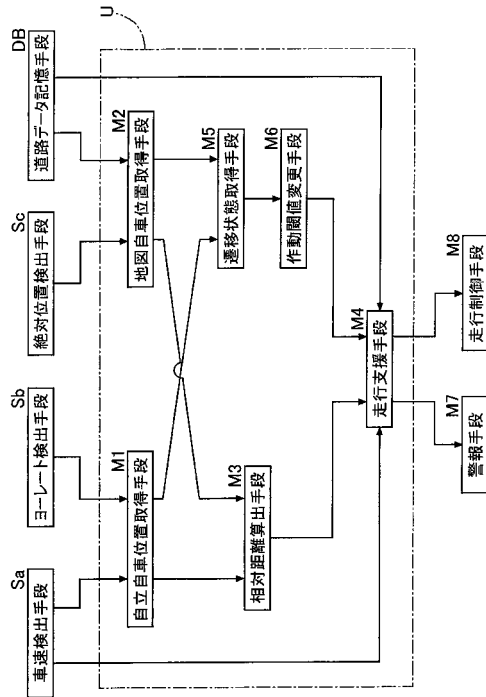 U
Sa
車速検出手段
Sb
ヨーレート検出手段
Sc
絶対位置検出手段
DB
道路データ記憶手段
M1
自立自車位置取得手段
M2
地図自車位置取得手段
M3
相対距離算出手段
M5
遷移状態取得手段
M6
作動閾値変更手段
M4
走行支援手段
M7
警報手段
M8
走行制御手段